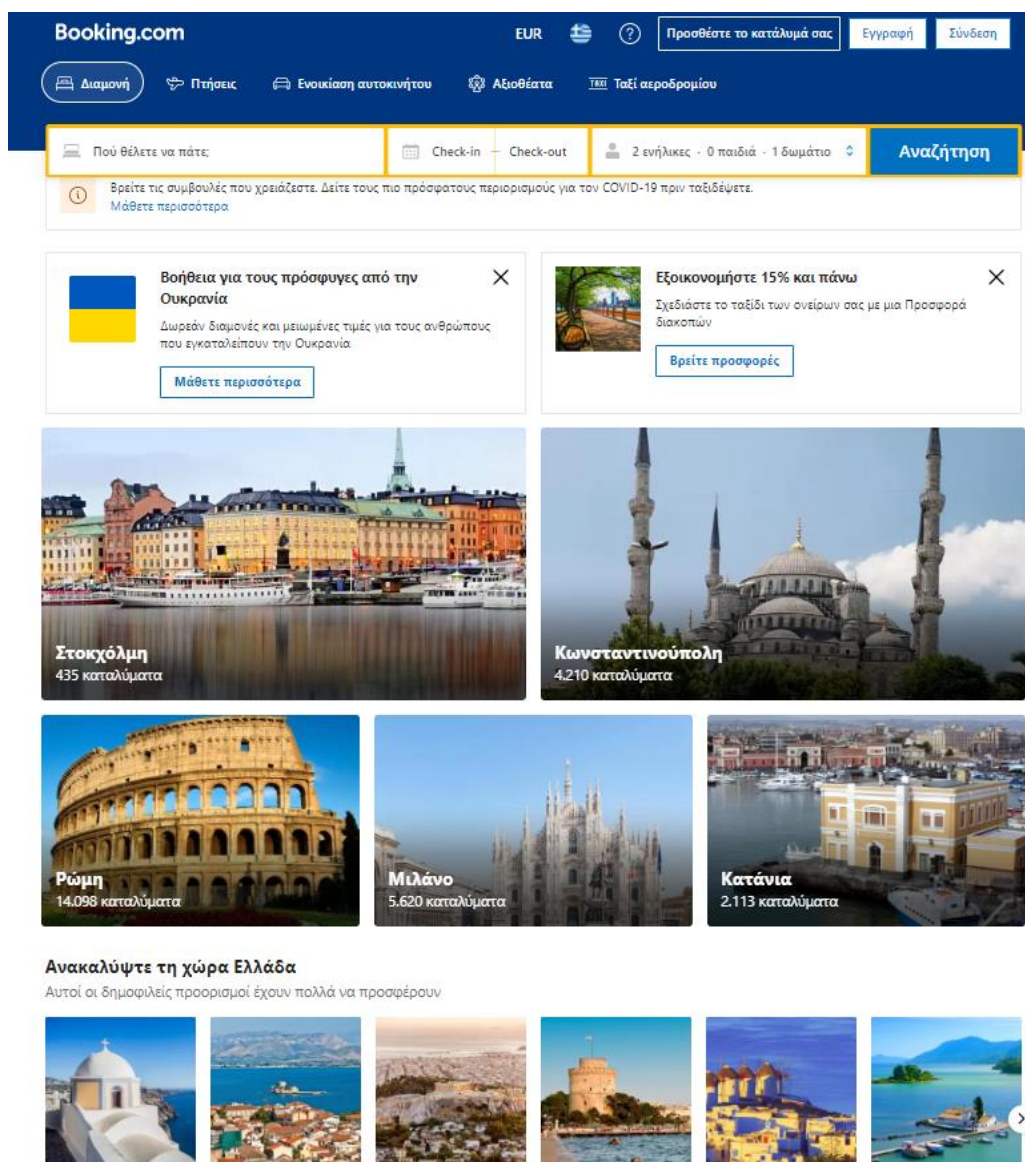 Booking.com
EUR
Προσθέστε το κατάλυμά σας
Εγγραφή
Σύνδεση
Διαμονή
Πτήσεις
Ενοικίαση αυτοκινήτου
Αξιοθέατα
TAXI
Ταξί αεροδρομίου
Πού θέλετε να πάτε;
Check-in — Check-out
2 ενήλικες · 0 παιδιά · 1 δωμάτιο
Αναζήτηση
Βρείτε τις συμβουλές που χρειάζεστε. Δείτε τους πιο πρόσφατους περιορισμούς για τον COVID-19 πριν ταξιδέψετε.
Μάθετε περισσότερα
Βοήθεια για τους πρόσφυγες από την
Ουκρανία
Δωρεάν διαμονές και μειωμένες τιμές για τους ανθρώπους
που εγκαταλείπουν την Ουκρανία
Μάθετε περισσότερα
Εξοικονομήστε 15% και πάνω
Σχεδιάστε το ταξίδι των ονείρων σας με μια Προσφορά
διακοπών
Βρείτε προσφορές
Στοκχόλμη
435 καταλύματα
Κωνσταντινούπολη
4.210 καταλύματα
Ρώμη
14.098 καταλύματα
Μιλάνο
5.620 καταλύματα
Κατάνια
2.113 καταλύματα
Ανακαλύψτε τη χώρα Ελλάδα
Αυτοί οι δημοφιλείς προορισμοί έχουν πολλά να προσφέρουν